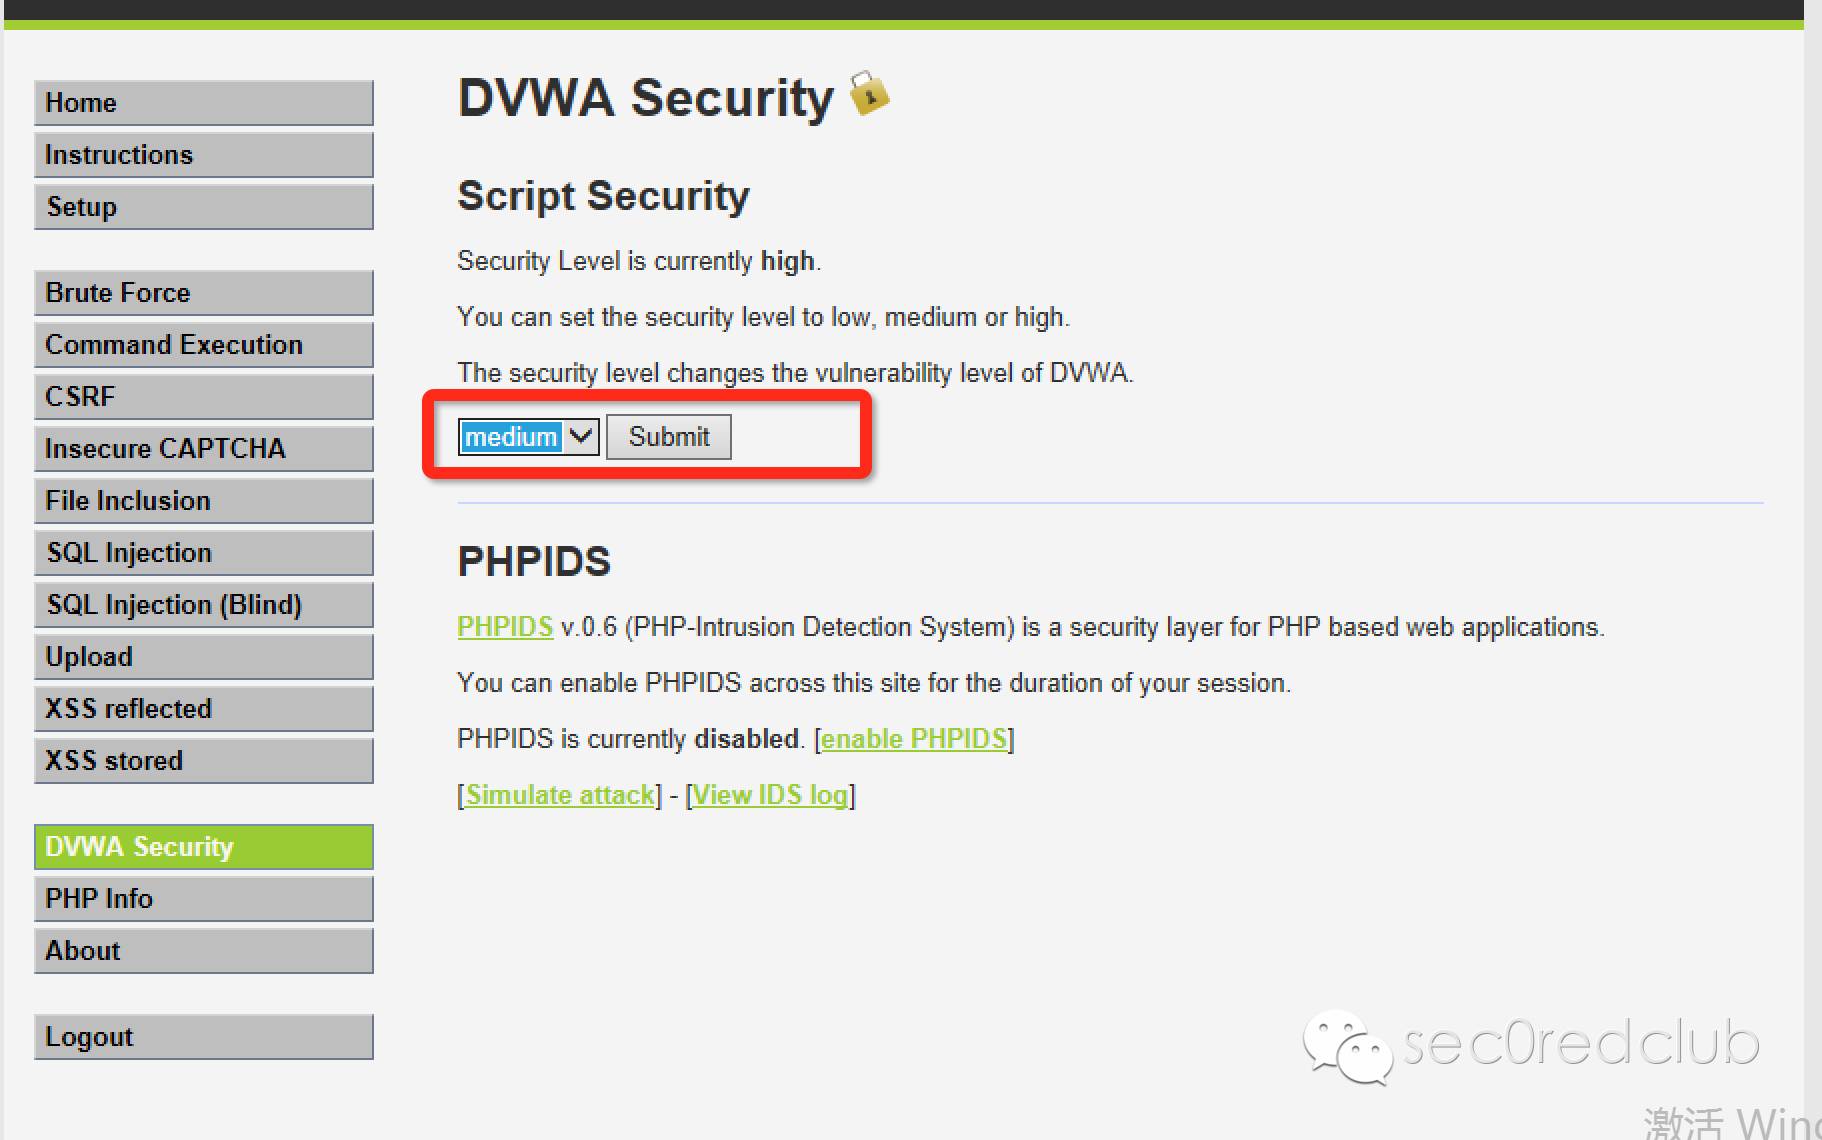 Home
Instructions
Setup
Brute Force
Command Execution
CSRF
Insecure CAPTCHA
File Inclusion
SQL Injection
SQL Injection (Blind)
Upload
XSS reflected
XSS stored
DVWA Security
PHP Info
About
Logout
DVWA Security
Script Security
Security Level is currently high.
You can set the security level to low, medium or high.
The security level changes the vulnerability level of DVWA.
medium Submit
PHPIDS
PHPIDS v.0.6 (PHP-Intrusion Detection System) is a security layer for PHP based web applications.
You can enable PHPIDS across this site for the duration of your session.
PHPIDS is currently disabled. [enable PHPIDS]
[Simulate attack] - [View IDS log]
sec0redclub
激活